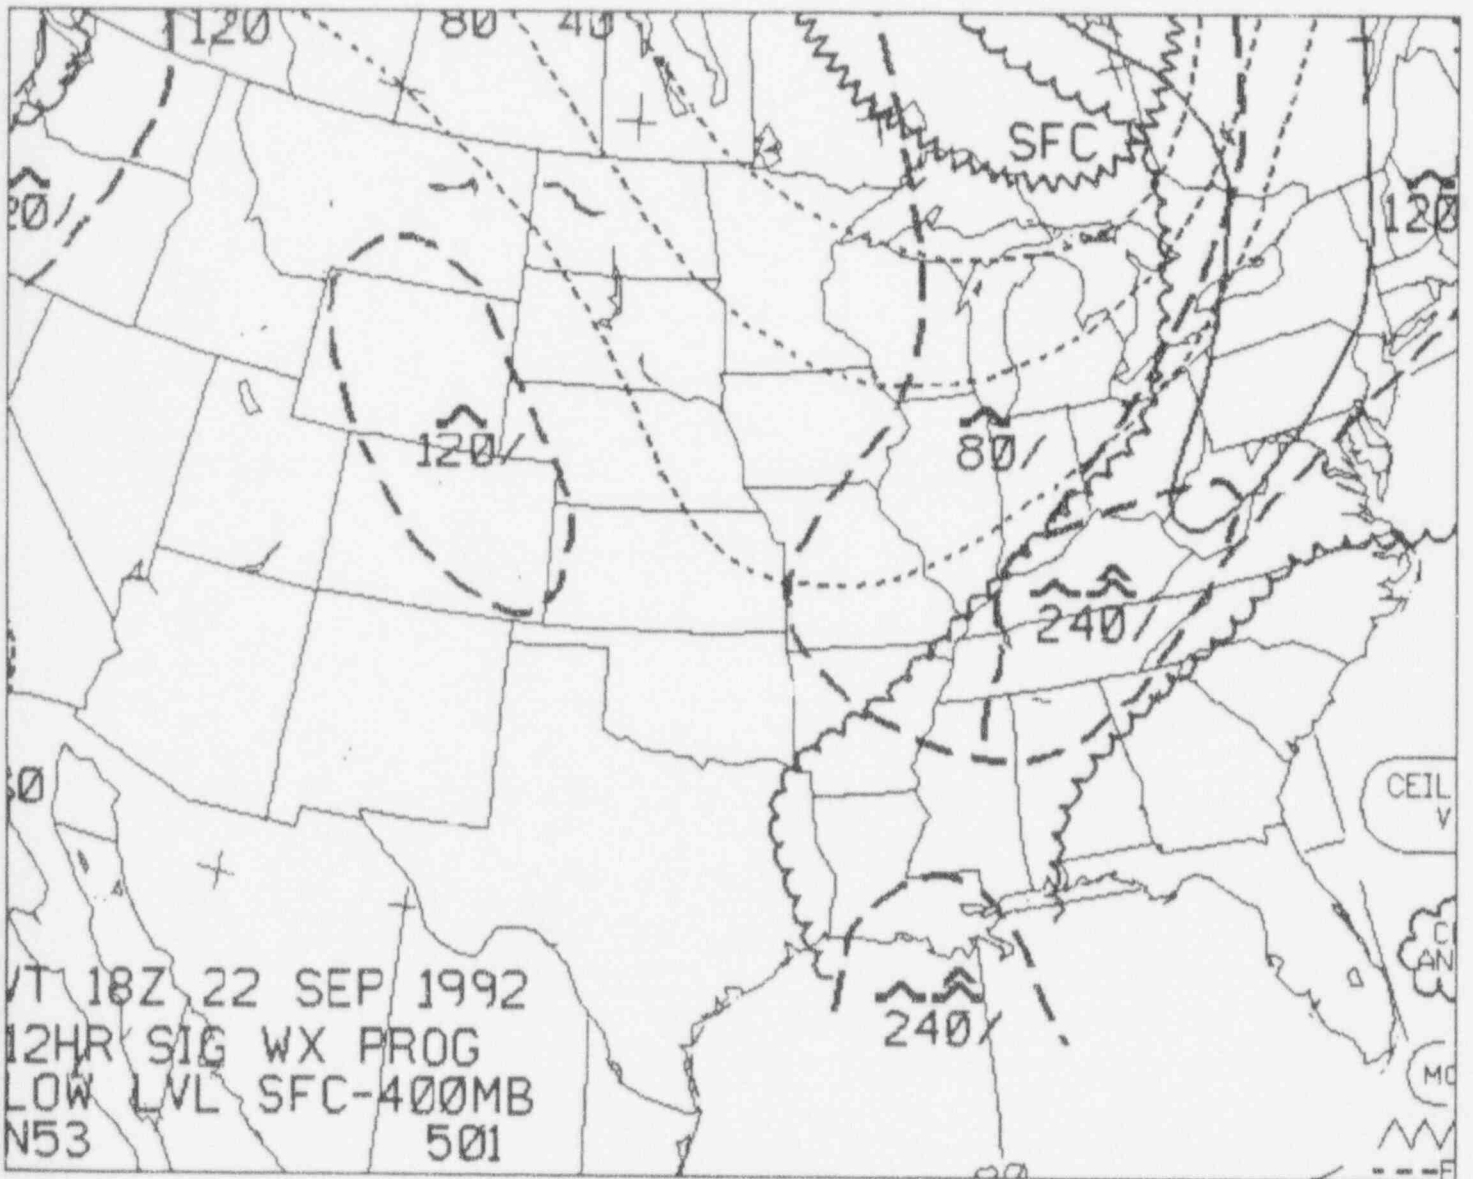 120 80 40
SFC
20/
120
120/
80/
240/
CEIL
V
240/
VT 18Z 22 SEP 1992
12HR SIG WX PROG
LOW LVL SFC-400MB
N53 501